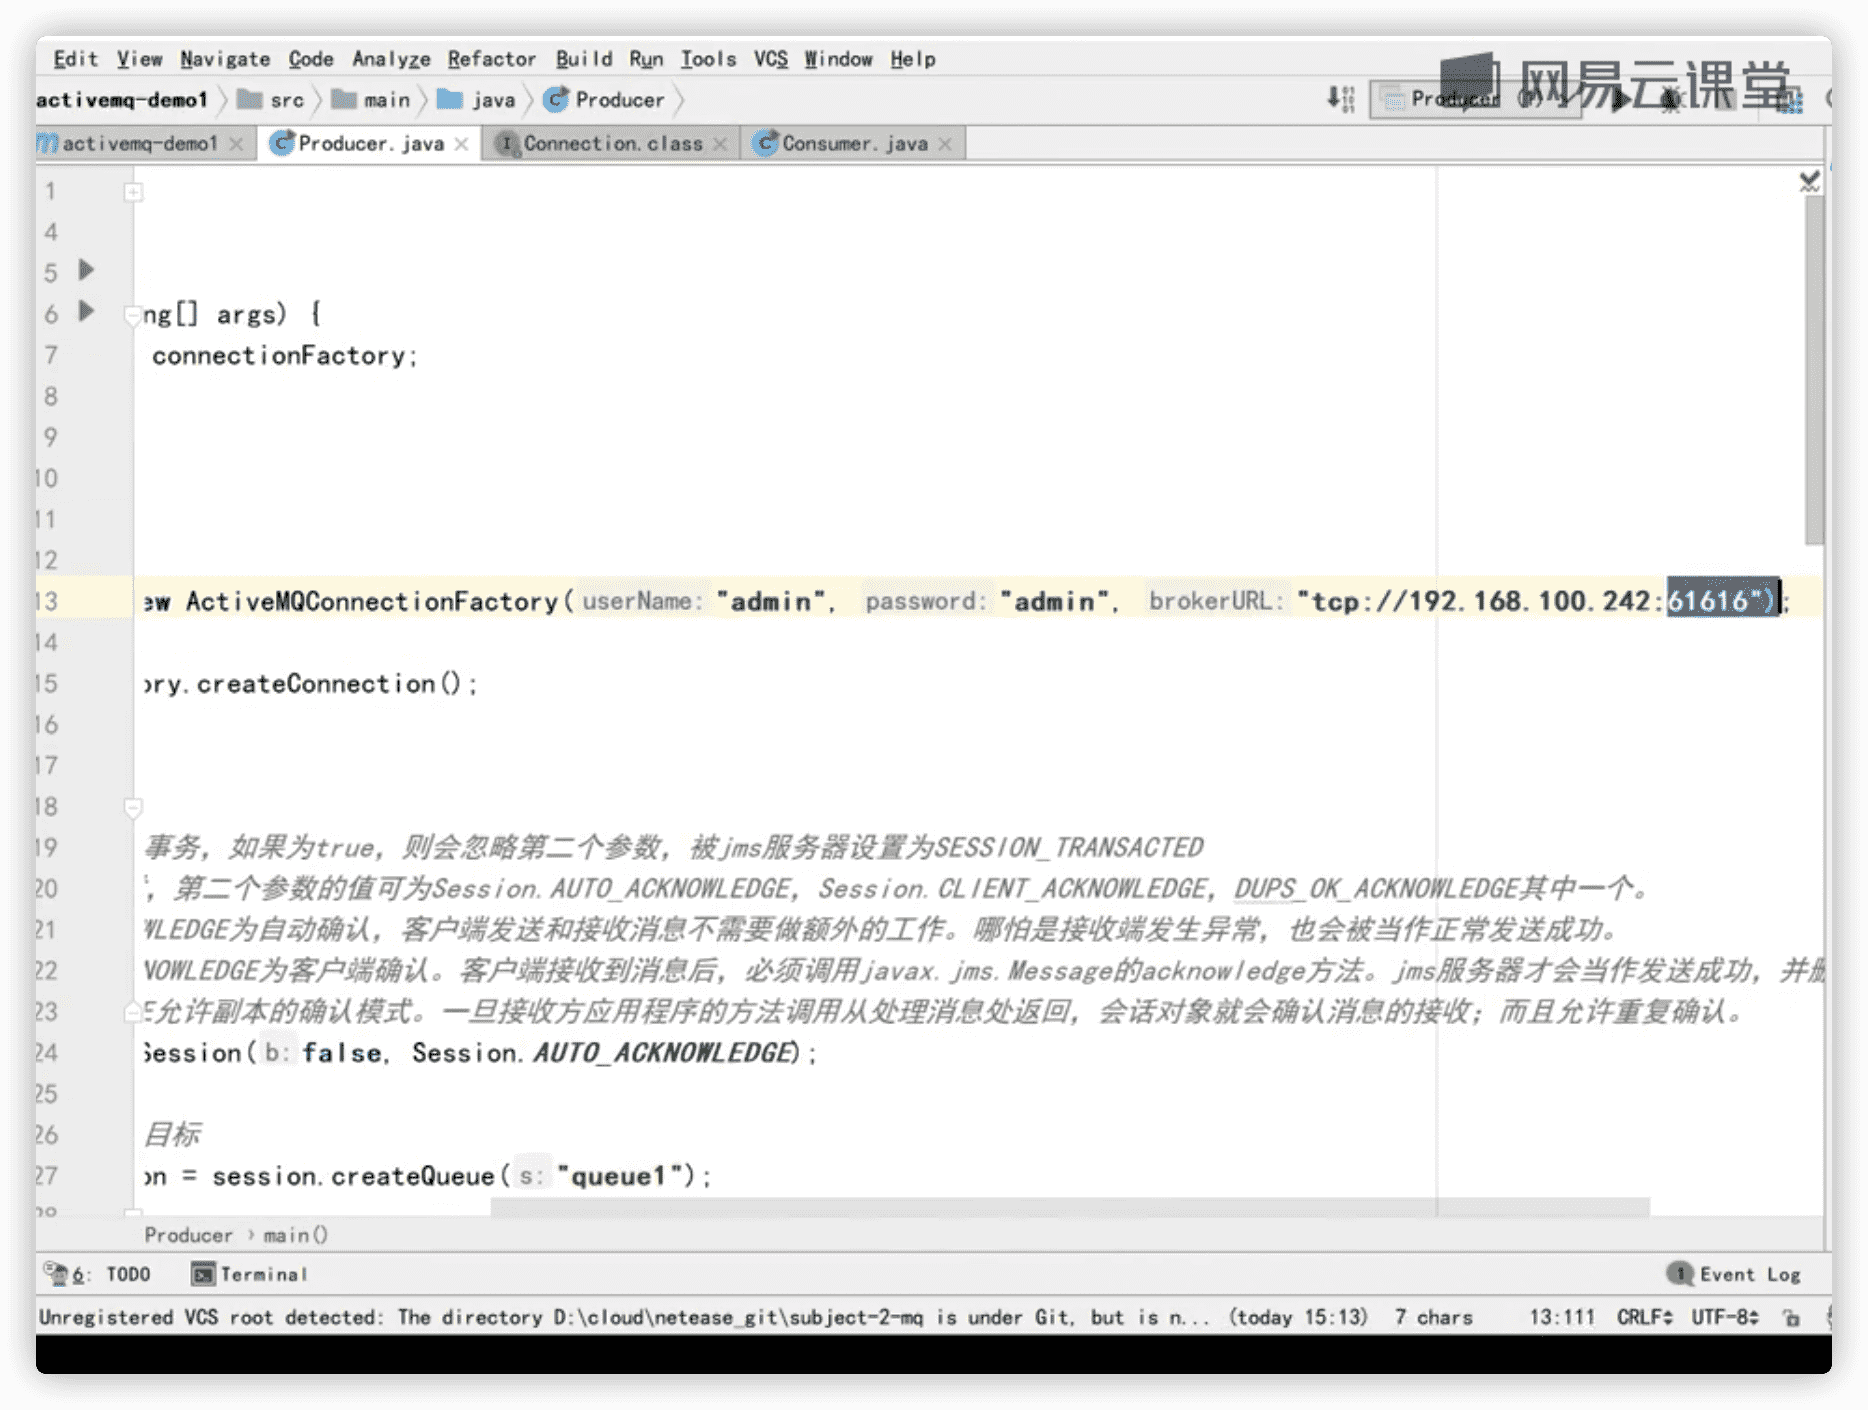 Edit View Navigate Code Analyze Refactor Build Run Tools VCS Window Help
网易云课堂
activemq-demo1 src main java Producer
Producer
activemq-demo1 Producer.java Connection.class Consumer.java
1
4
5
6 ng[] args) {
7 connectionFactory;
8
9
10
11
12
13 ew ActiveMQConnectionFactory( userName: "admin", password: "admin", brokerURL: "tcp://192.168.100.242:61616");
14
15 ory.createConnection();
16
17
18
19 事务，如果为true，则会忽略第二个参数，被jms服务器设置为SESSION_TRANSACTED
20 ，第二个参数的值可为Session.AUTO_ACKNOWLEDGE，Session.CLIENT_ACKNOWLEDGE，DUPS_OK_ACKNOWLEDGE其中一个。
21 WLEDGE为自动确认，客户端发送和接收消息不需要做额外的工作。哪怕是接收端发生异常，也会被当作正常发送成功。
22 NOWLEDGE为客户端确认。客户端接收到消息后，必须调用javax.jms.Message的acknowledge方法。jms服务器才会当作发送成功，并删
23 E允许副本的确认模式。一旦接收方应用程序的方法调用从处理消息处返回，会话对象就会确认消息的接收；而且允许重复确认。
24 Session( b: false, Session.AUTO_ACKNOWLEDGE);
25
26 目标
27 on = session.createQueue( s: "queue1");
28
Producer › main()
6: TODO Terminal 1 Event Log
Unregistered VCS root detected: The directory D:\cloud\netease_git\subject-2-mq is under Git, but is n... (today 15:13) 7 chars 13:111 CRLF UTF-8